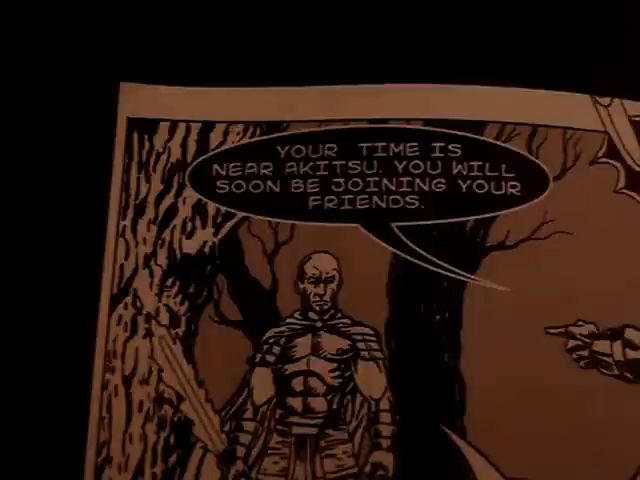 YOUR TIME IS
NEAR AKITSU. YOU WILL
SOON BE JOINING YOUR
FRIENDS.